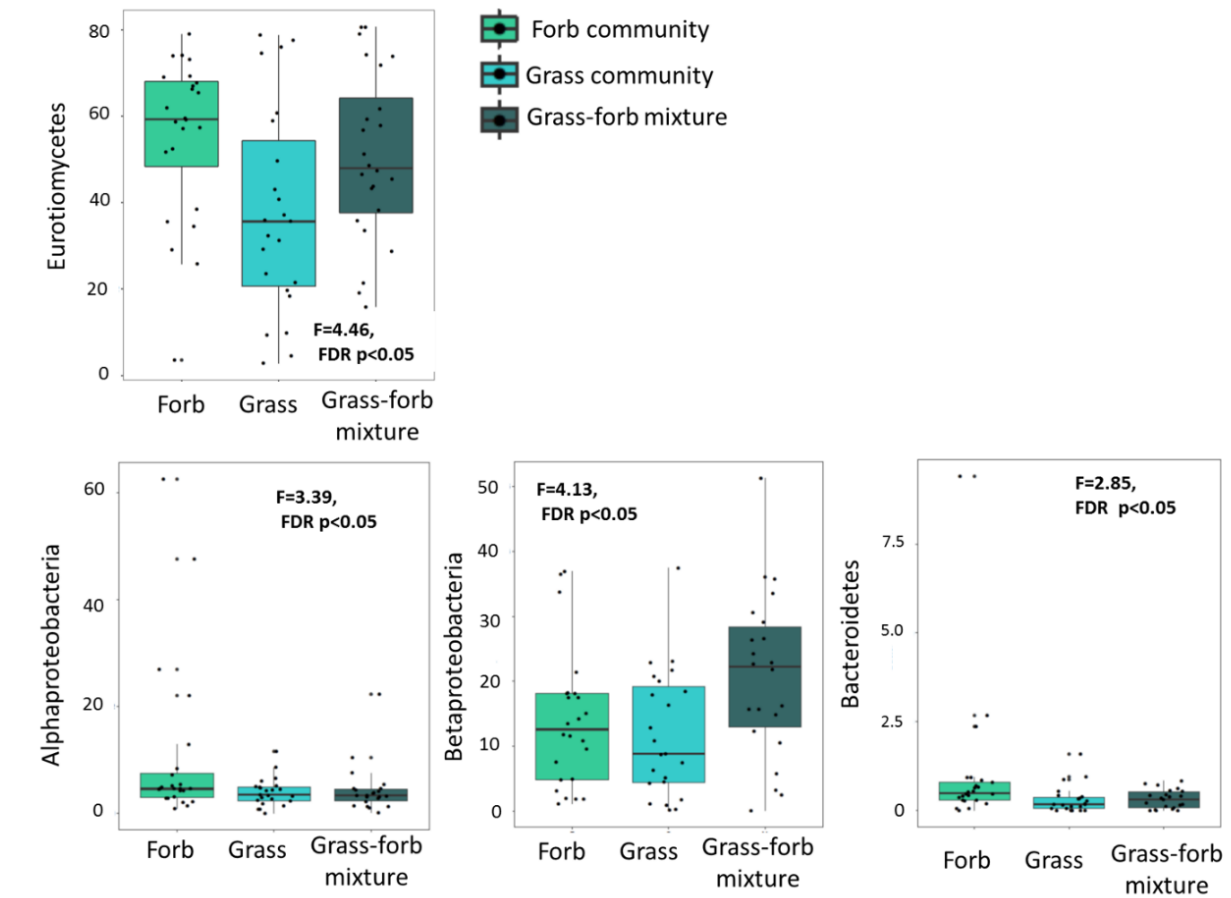 Forb community
Grass community
Grass-forb mixture
Eurotiomycetes
80
60
40
20
0
F=4.46,
FDR p<0.05
Forb
Grass
Grass-forb
mixture
Alphaproteobacteria
60
40
20
0
F=3.39,
FDR p<0.05
Forb
Grass
Grass-forb
mixture
Betaproteobacteria
50
40
30
20
10
0
F=4.13,
FDR p<0.05
Forb
Grass
Grass-forb
mixture
Bacteroidetes
7.5
5.0
2.5
0
F=2.85,
FDR p<0.05
Forb
Grass
Grass-forb
mixture